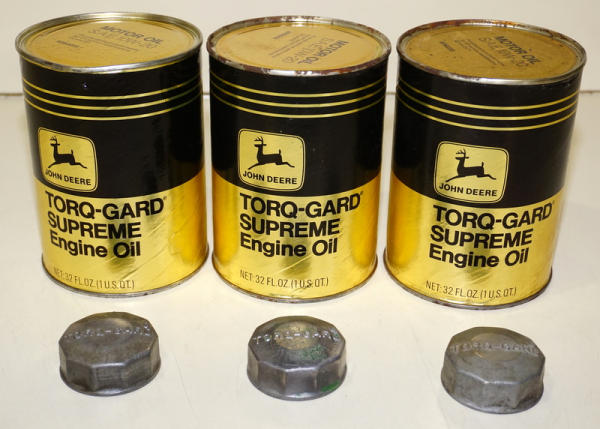 MOTOR OIL
MOTOR OIL
MOTOR OIL
JOHN DEERE
TORQ-GARD®
SUPREME
Engine Oil
NET: 32 FL. OZ. (1 U.S. QT.)
JOHN DEERE
TORQ-GARD®
SUPREME
Engine Oil
NET: 32 FL. OZ. (1 U.S. QT.)
JOHN DEERE
TORQ-GARD®
SUPREME
Engine Oil
NET: 32 FL. OZ. (1 U.S. QT.)
TORQ-GARD
TORQ-GARD
TORQ-GARD